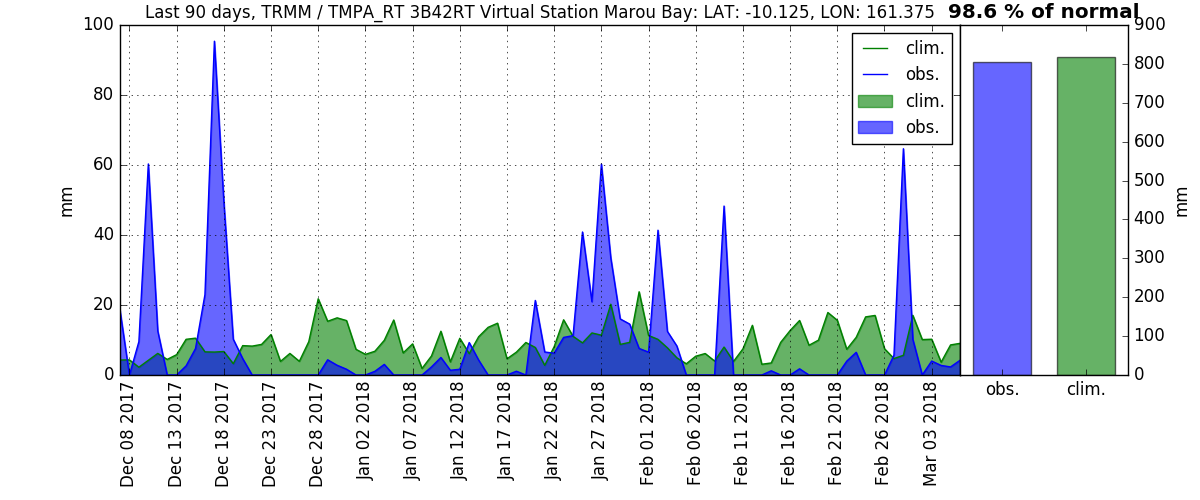 Last 90 days, TRMM / TMPA_RT 3B42RT Virtual Station Marou Bay: LAT: -10.125, LON: 161.375 98.6 % of normal
clim.
obs.
clim.
obs.
mm
100
80
60
40
20
0
Dec 08 2017
Dec 13 2017
Dec 18 2017
Dec 23 2017
Dec 28 2017
Jan 02 2018
Jan 07 2018
Jan 12 2018
Jan 17 2018
Jan 22 2018
Jan 27 2018
Feb 01 2018
Feb 06 2018
Feb 11 2018
Feb 16 2018
Feb 21 2018
Feb 26 2018
Mar 03 2018
900
800
700
600
500
400
300
200
100
0
mm
obs.
clim.